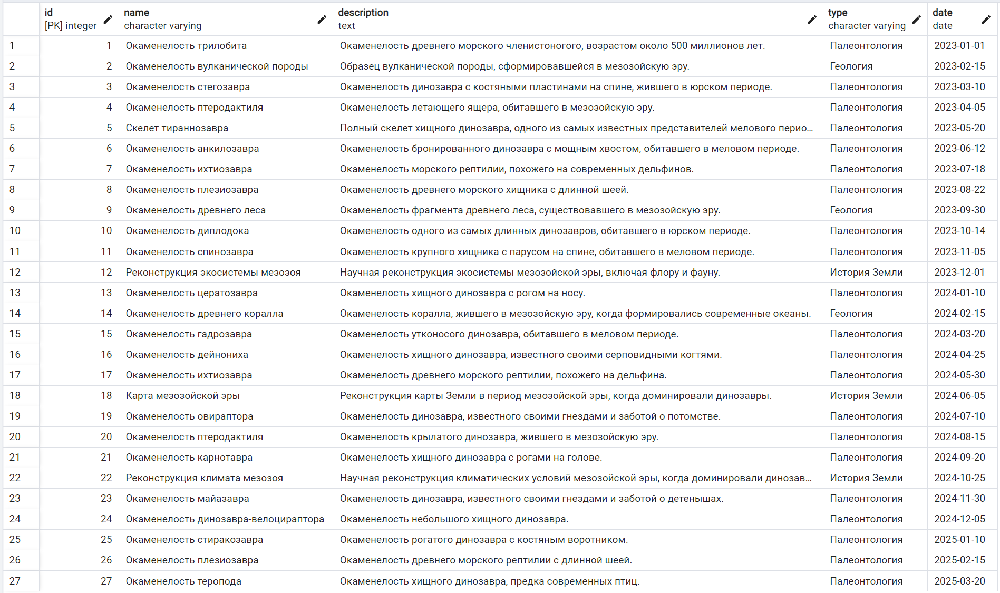 id name description type date
[PK] integer character varying text character varying date
1 1 Окаменелость трилобита Окаменелость древнего морского членистоногого, возрастом около 500 миллионов лет. Палеонтология 2023-01-01
2 2 Окаменелость вулканической породы Образец вулканической породы, сформировавшейся в мезозойскую эру. Геология 2023-02-15
3 3 Окаменелость стегозавра Окаменелость динозавра с костяными пластинами на спине, жившего в юрском периоде. Палеонтология 2023-03-10
4 4 Окаменелость птеродактиля Окаменелость летающего ящера, обитавшего в мезозойскую эру. Палеонтология 2023-04-05
5 5 Скелет тираннозавра Полный скелет хищного динозавра, одного из самых известных представителей мелового перио... Палеонтология 2023-05-20
6 6 Окаменелость анкилозавра Окаменелость бронированного динозавра с мощным хвостом, обитавшего в меловом периоде. Палеонтология 2023-06-12
7 7 Окаменелость ихтиозавра Окаменелость морского рептилии, похожего на современных дельфинов. Палеонтология 2023-07-18
8 8 Окаменелость плезиозавра Окаменелость древнего морского хищника с длинной шеей. Палеонтология 2023-08-22
9 9 Окаменелость древнего леса Окаменелость фрагмента древнего леса, существовавшего в мезозойскую эру. Геология 2023-09-30
10 10 Окаменелость диплодока Окаменелость одного из самых длинных динозавров, обитавшего в юрском периоде. Палеонтология 2023-10-14
11 11 Окаменелость спинозавра Окаменелость крупного хищника с парусом на спине, обитавшего в меловом периоде. Палеонтология 2023-11-05
12 12 Реконструкция экосистемы мезозоя Научная реконструкция экосистемы мезозойской эры, включая флору и фауну. История Земли 2023-12-01
13 13 Окаменелость цератозавра Окаменелость хищного динозавра с рогом на носу. Палеонтология 2024-01-10
14 14 Окаменелость древнего коралла Окаменелость коралла, жившего в мезозойскую эру, когда формировались современные океаны. Геология 2024-02-15
15 15 Окаменелость гадрозавра Окаменелость утконосого динозавра, обитавшего в меловом периоде. Палеонтология 2024-03-20
16 16 Окаменелость дейнониха Окаменелость хищного динозавра, известного своими серповидными когтями. Палеонтология 2024-04-25
17 17 Окаменелость ихтиозавра Окаменелость древнего морского рептилии, похожего на дельфина. Палеонтология 2024-05-30
18 18 Карта мезозойской эры Реконструкция карты Земли в период мезозойской эры, когда доминировали динозавры. История Земли 2024-06-05
19 19 Окаменелость овираптора Окаменелость динозавра, известного своими гнездами и заботой о потомстве. Палеонтология 2024-07-10
20 20 Окаменелость птеродактиля Окаменелость крылатого динозавра, жившего в мезозойскую эру. Палеонтология 2024-08-15
21 21 Окаменелость карнотавра Окаменелость хищного динозавра с рогами на голове. Палеонтология 2024-09-20
22 22 Реконструкция климата мезозоя Научная реконструкция климатических условий мезозойской эры, когда доминировали динозав... История Земли 2024-10-25
23 23 Окаменелость майазавра Окаменелость динозавра, известного своими гнездами и заботой о детенышах. Палеонтология 2024-11-30
24 24 Окаменелость динозавра-велоцираптора Окаменелость небольшого хищного динозавра. Палеонтология 2024-12-05
25 25 Окаменелость стиракозавра Окаменелость рогатого динозавра с костяным воротником. Палеонтология 2025-01-10
26 26 Окаменелость плезиозавра Окаменелость древнего морского рептилии с длинной шеей. Палеонтология 2025-02-15
27 27 Окаменелость теропода Окаменелость хищного динозавра, предка современных птиц. Палеонтология 2025-03-20